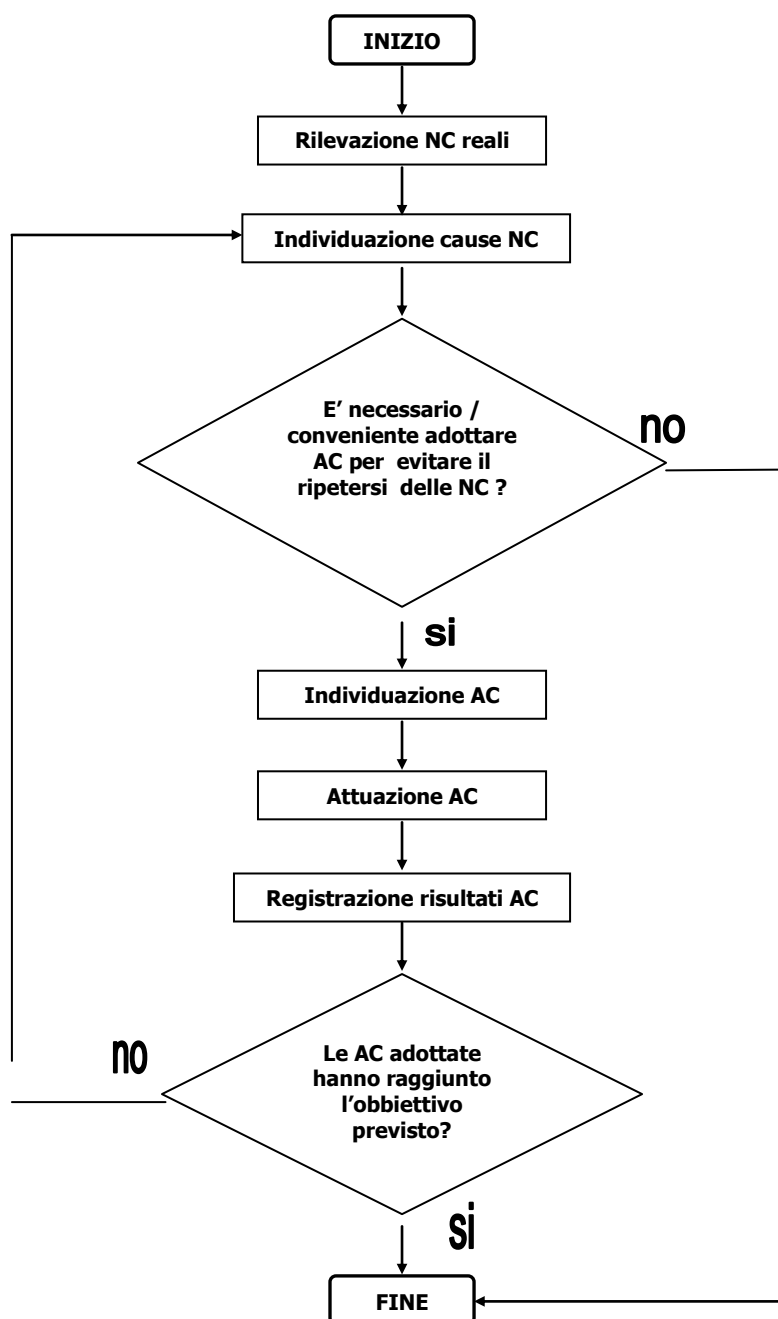 INIZIO
Rilevazione NC reali
Individuazione cause NC
E' necessario /
conveniente adottare
AC per evitare il
ripetersi delle NC ?
no
si
Individuazione AC
Attuazione AC
Registrazione risultati AC
no
Le AC adottate
hanno raggiunto
l'obbiettivo
previsto?
si
FINE